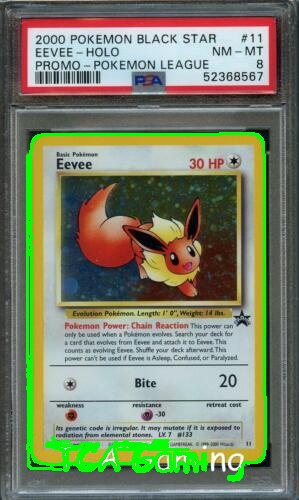 2000 POKEMON BLACK STAR #11
EEVEE - HOLO NM - MT
PROMO - POKEMON LEAGUE 8
PSA 52368567
Basic Pokémon
Eevee 30 HP
Evolution Pokémon. Length: 1' 0", Weight: 14 lbs.
Pokémon Power: Chain Reaction This power can
only be used when a Pokémon evolves. Search your deck for
a card that evolves from Eevee and attach it to Eevee. This
counts as evolving Eevee. Shuffle your deck afterward. This
power can't be used if Eevee is Asleep, Confused, or Paralyzed.
Bite 20
weakness resistance retreat cost
-30
Its genetic code is irregular. It may mutate if it is exposed to
radiation from elemental stones. LV. 7 #133
GAMEFREAK © 1999-2000 Wizards 11
TCA Gaming